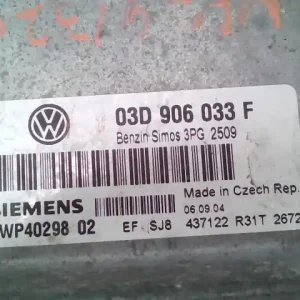 03D 906 033 F
Benzin Simos 3PG 2509
Made in Czech Rep.
SIEMENS
06.09.04
WP40298 02
EF SJ8
437122 R31T 2672